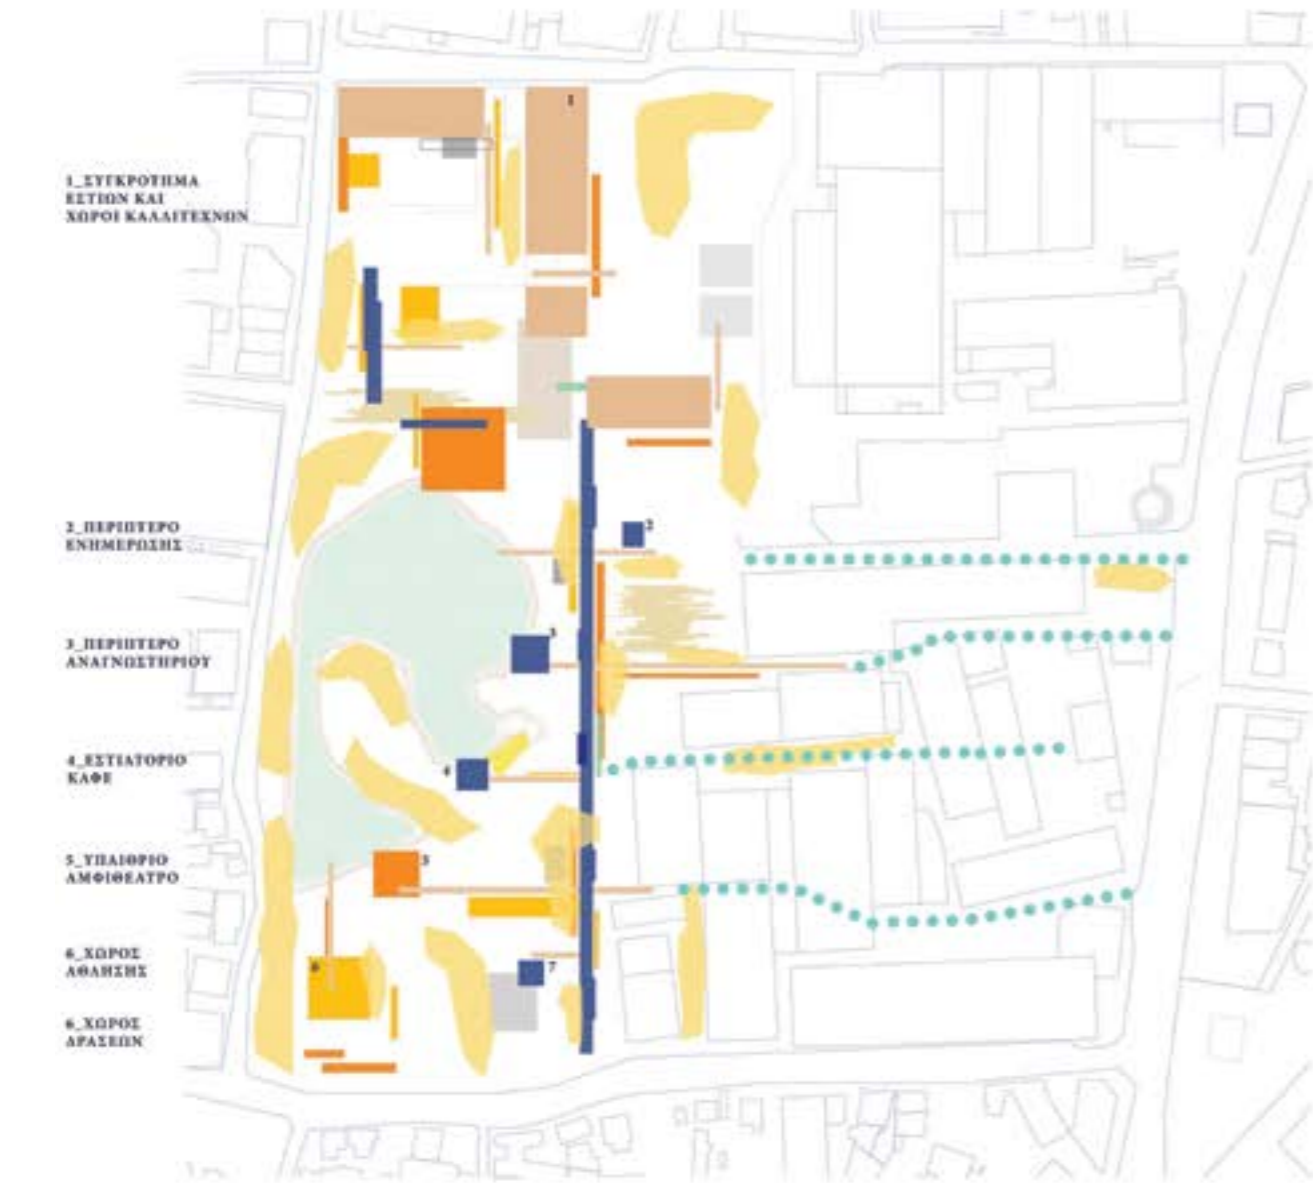 1_ΣΥΓΚΡΟΤΗΜΑ
ΕΣΤΙΩΝ ΚΑΙ
ΧΩΡΟΙ ΚΑΛΛΙΤΕΧΝΩΝ
2_ΠΕΡΙΠΤΕΡΟ
ΕΝΗΜΕΡΩΣΗΣ
3_ΠΕΡΙΠΤΕΡΟ
ΑΝΑΓΝΩΣΤΗΡΙΟΥ
4_ΕΣΤΙΑΤΟΡΙΟ
ΚΑΦΕ
5_ΥΠΑΙΘΡΙΟ
ΑΜΦΙΘΕΑΤΡΟ
6_ΧΩΡΟΣ
ΑΘΛΗΣΗΣ
6_ΧΩΡΟΣ
ΔΡΑΣΕΩΝ
1
2
3
4
5
6
7